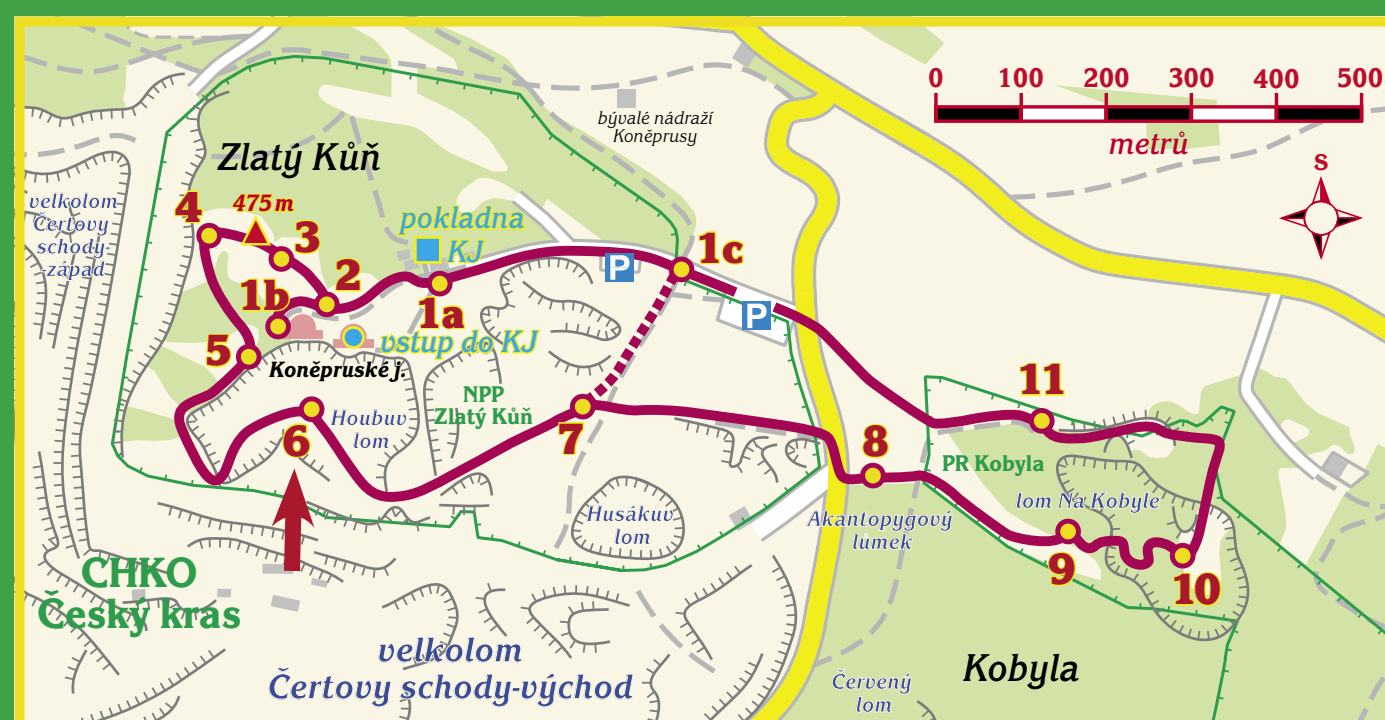 0 100 200 300 400 500
metrů
S
bývalé nádraží
Koněprusy
Zlatý Kůň
velkolom
Čertovy
schody-
-západ
4
475 m
3
pokladna
KJ
1c
P
2
1b
1a
P
vstup do KJ
5
Koněpruské j.
NPP
Zlatý Kůň
11
Houbuv
lom
6
7
8
PR Kobyla
lom Na Kobyle
Husákuv
lom
Akantopygový
lumek
9
10
CHKO
Český kras
velkolom
Čertovy schody-východ
Kobyla
Červený
lom